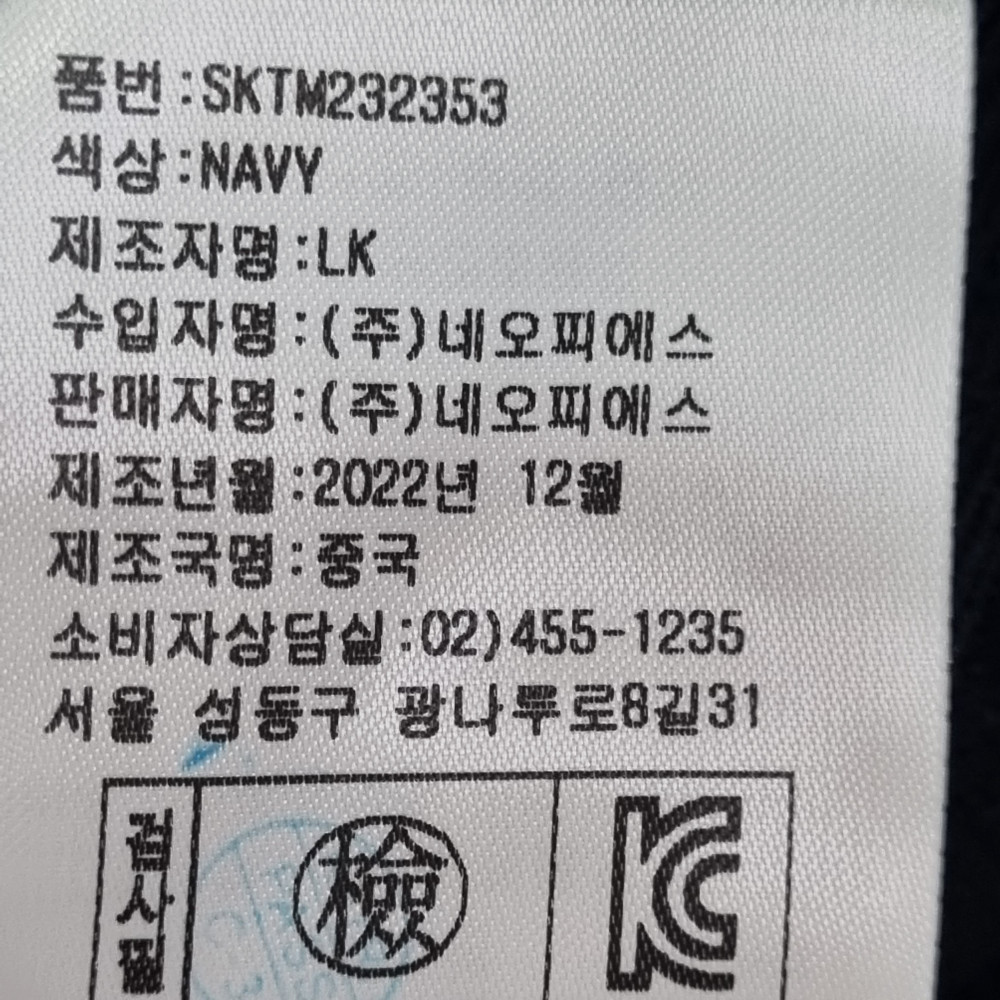 품번:SKTM232353
색상:NAVY
제조자명:LK
수입자명:(주)네오피에스
판매자명:(주)네오피에스
제조년월:2022년 12월
제조국명:중국
소비자상담실:02)455-1235
서울 성동구 광나루로8길31
검사필
檢
KC